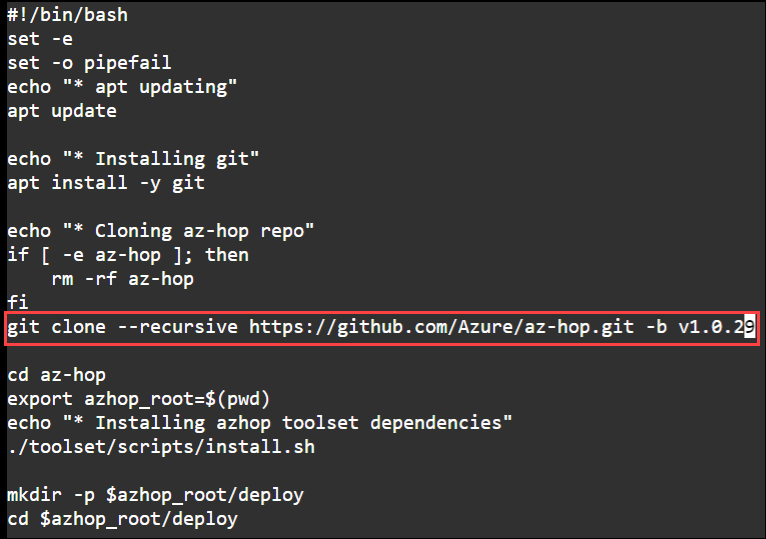 #!/bin/bash
set -e
set -o pipefail
echo "* apt updating"
apt update
echo "* Installing git"
apt install -y git
echo "* Cloning az-hop repo"
if [ -e az-hop ]; then
    rm -rf az-hop
fi
git clone --recursive https://github.com/Azure/az-hop.git -b v1.0.29
cd az-hop
export azhop_root=$(pwd)
echo "* Installing azhop toolset dependencies"
./toolset/scripts/install.sh
mkdir -p $azhop_root/deploy
cd $azhop_root/deploy